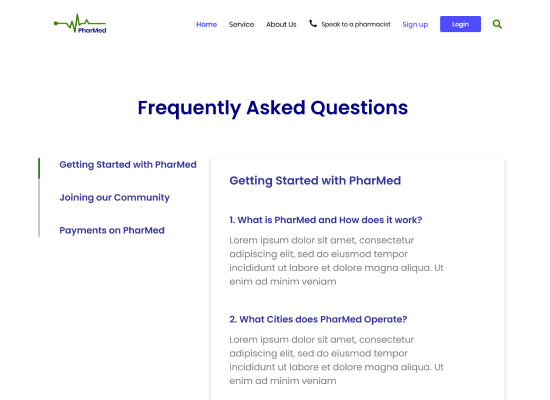 PharMed
Home Service About Us Speak to a pharmacist Sign up Login
Frequently Asked Questions
Getting Started with PharMed
Joining our Community
Payments on PharMed
Getting Started with PharMed
1. What is PharMed and How does it work?
Lorem ipsum dolor sit amet, consectetur
adipiscing elit, sed do eiusmod tempor
incididunt ut labore et dolore magna aliqua. Ut
enim ad minim veniam
2. What Cities does PharMed Operate?
Lorem ipsum dolor sit amet, consectetur
adipiscing elit, sed do eiusmod tempor
incididunt ut labore et dolore magna aliqua. Ut
enim ad minim veniam